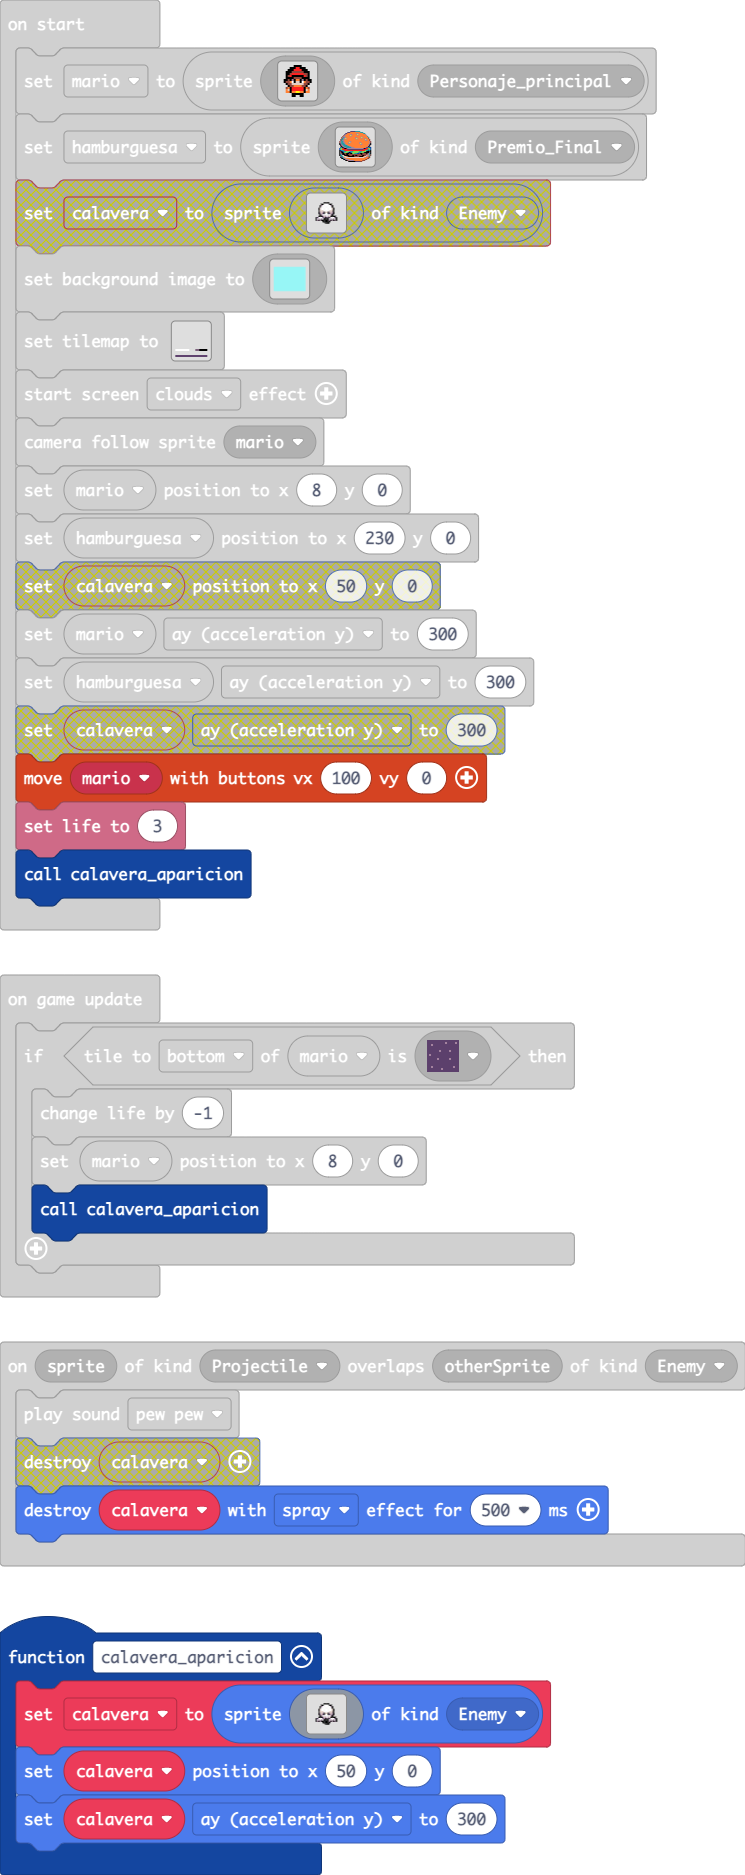 on start
set mario to sprite of kind Personaje_principal
set hamburguesa to sprite of kind Premio_Final
set calavera to sprite of kind Enemy
set background image to
set tilemap to
start screen clouds effect
camera follow sprite mario
set mario position to x 8 y 0
set hamburguesa position to x 230 y 0
set calavera position to x 50 y 0
set mario ay (acceleration y) to 300
set hamburguesa ay (acceleration y) to 300
set calavera ay (acceleration y) to 300
move mario with buttons vx 100 vy 0
set life to 3
call calavera_aparicion
on game update
if tile to bottom of mario is then
change life by -1
set mario position to x 8 y 0
call calavera_aparicion
on sprite of kind Projectile overlaps otherSprite of kind Enemy
play sound pew pew
destroy calavera
destroy calavera with spray effect for 500 ms
function calavera_aparicion
set calavera to sprite of kind Enemy
set calavera position to x 50 y 0
set calavera ay (acceleration y) to 300